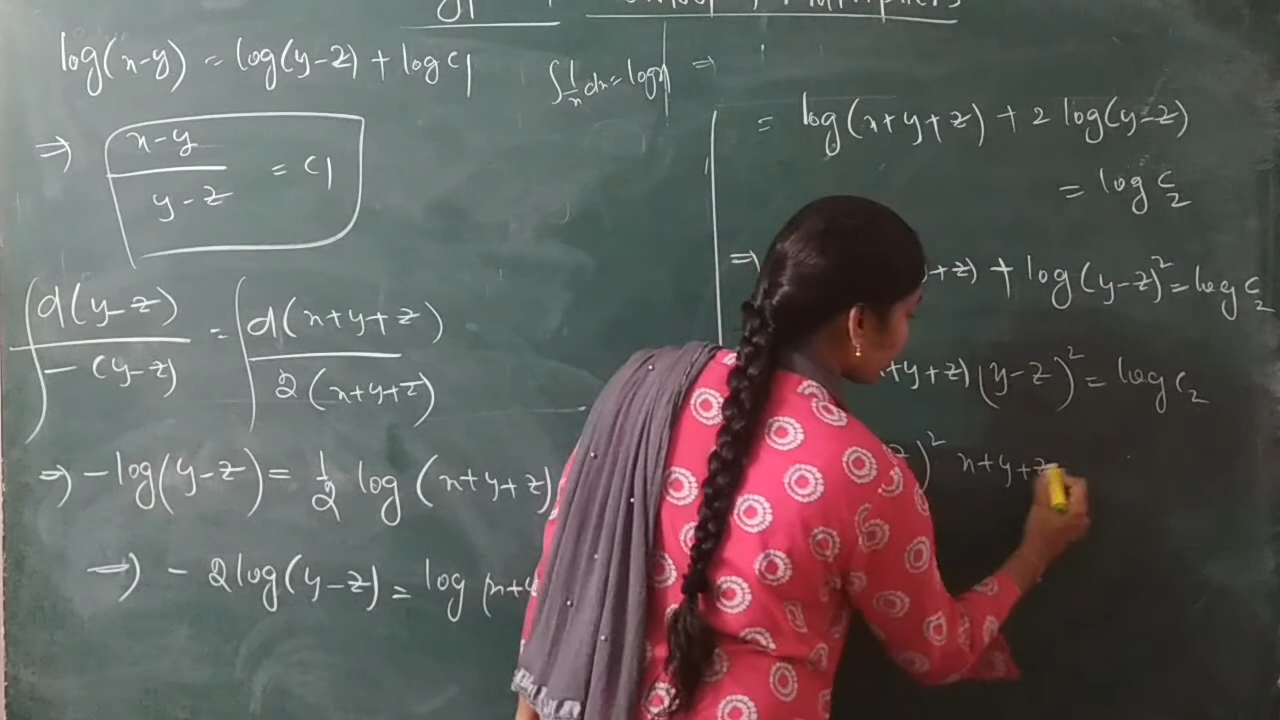 Multipliers
log(x-y) = log(y-z) + log c1
∫ 1/x dx = log x ⇒
⇒ x-y / y-z = c1
∫ d(y-z) / -(y-z) = ∫ d(x+y+z) / 2(x+y+z)
⇒ -log(y-z) = 1/2 log (x+y+z)
⇒ - 2log(y-z) = log (x+y
= log(x+y+z) + 2 log(y-z)
= log c2
⇒ +z) + log(y-z)² = log c2
+y+z) (y-z)² = log c2
z)² x+y+z